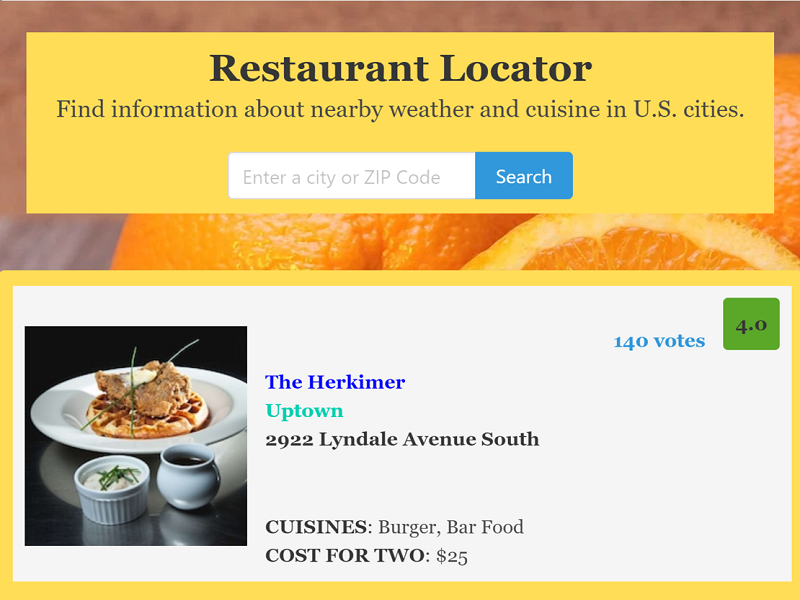 Restaurant Locator
Find information about nearby weather and cuisine in U.S. cities.
Enter a city or ZIP Code
Search
4.0
140 votes
The Herkimer
Uptown
2922 Lyndale Avenue South
CUISINES: Burger, Bar Food
COST FOR TWO: $25